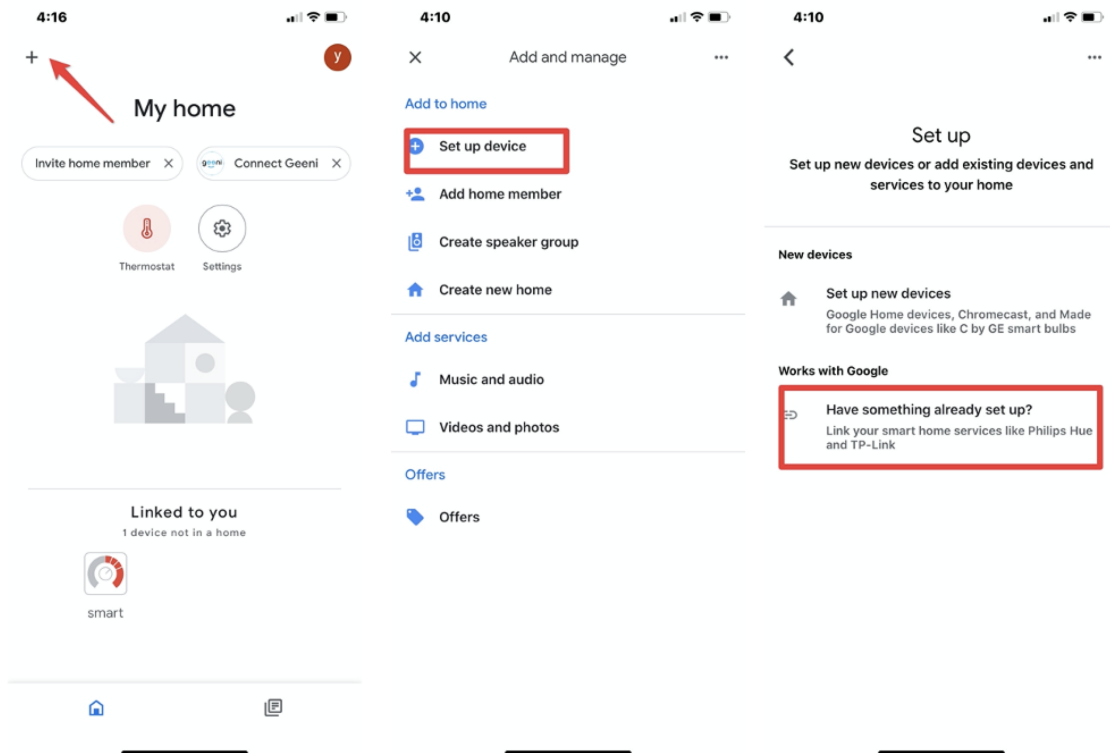 4:16
y
My home
Invite home member
geeni
Connect Geeni
Thermostat
Settings
Linked to you
1 device not in a home
smart
4:10
Add and manage
Add to home
Set up device
Add home member
Create speaker group
Create new home
Add services
Music and audio
Videos and photos
Offers
Offers
4:10
Set up
Set up new devices or add existing devices and
services to your home
New devices
Set up new devices
Google Home devices, Chromecast, and Made
for Google devices like C by GE smart bulbs
Works with Google
Have something already set up?
Link your smart home services like Philips Hue
and TP-Link